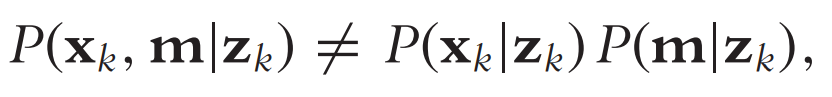 P(𝐱ₖ, 𝐦|𝐳ₖ) ≠ P(𝐱ₖ|𝐳ₖ)P(𝐦|𝐳ₖ),